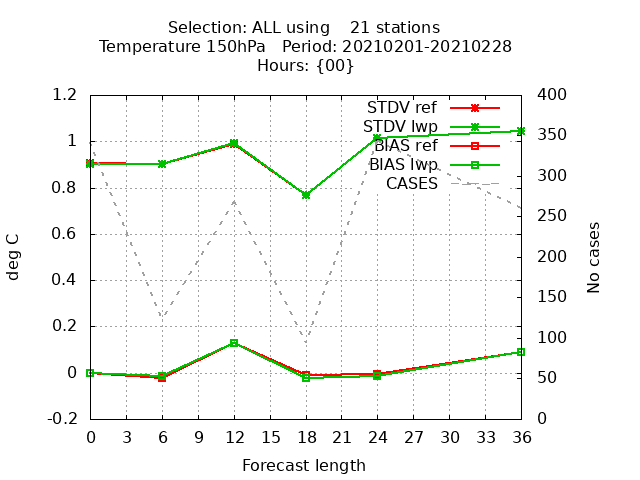 Selection: ALL using    21 stations
Temperature 150hPa   Period: 20210201-20210228
Hours: {00}
1.2
1
0.8
0.6
0.4
0.2
0
-0.2
deg C
400
350
300
250
200
150
100
50
0
No cases
STDV ref
STDV lwp
BIAS ref
BIAS lwp
CASES
0 3 6 9 12 15 18 21 24 27 30 33 36
Forecast length